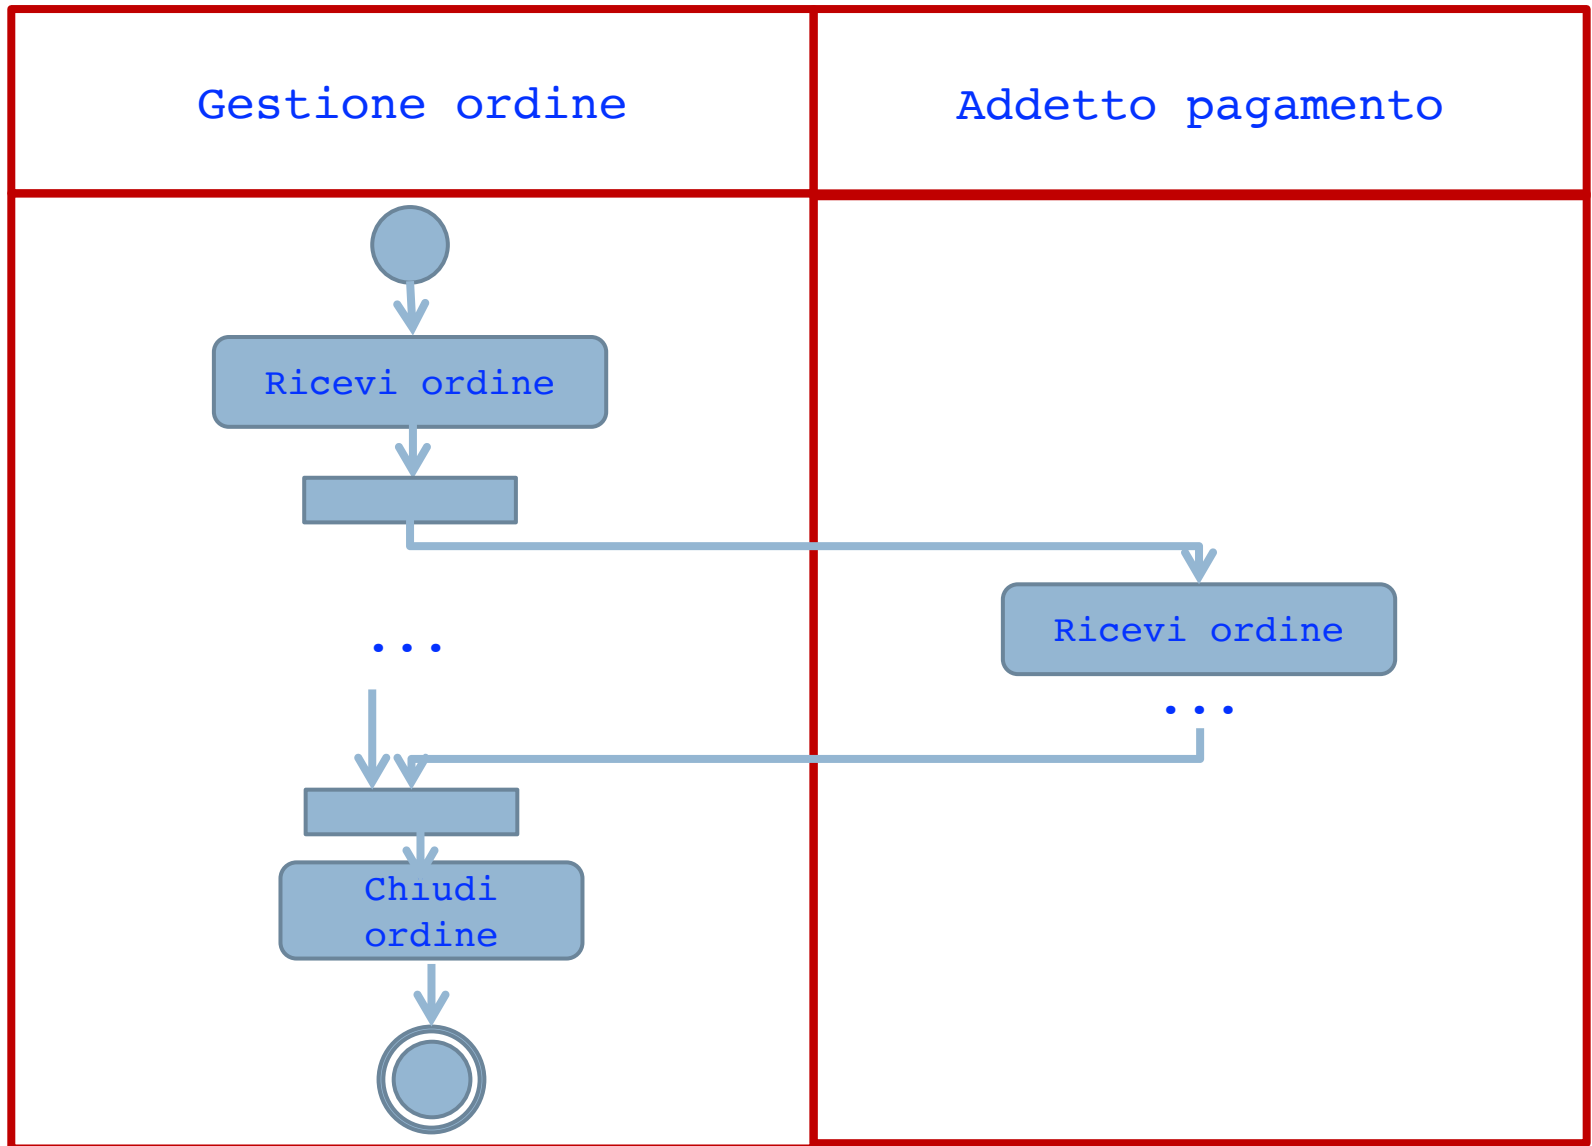 Gestione ordine
Addetto pagamento
Ricevi ordine
Ricevi ordine
...
...
Chiudi
ordine